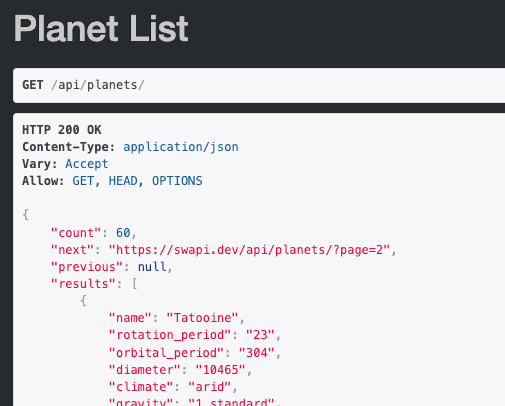 Planet List
GET /api/planets/
HTTP 200 OK
Content-Type: application/json
Vary: Accept
Allow: GET, HEAD, OPTIONS
{
"count": 60,
"next": "https://swapi.dev/api/planets/?page=2",
"previous": null,
"results": [
{
"name": "Tatooine",
"rotation_period": "23",
"orbital_period": "304",
"diameter": "10465",
"climate": "arid",
"gravity": "1 standard",